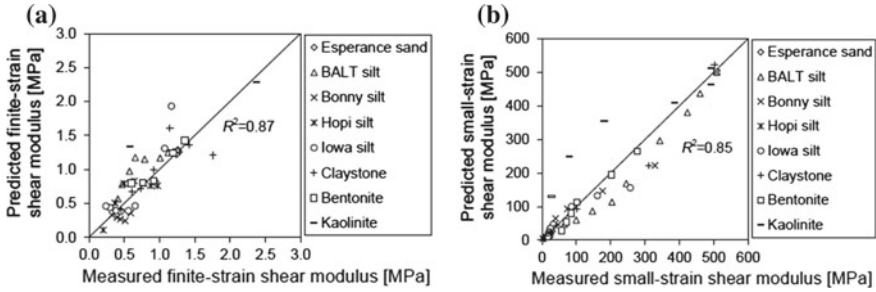 (a)
3.0
2.5
2.0
1.5
1.0
0.5
0.0
Predicted finite-strain
shear modulus [MPa]
R²=0.87
0.0 0.5 1.0 1.5 2.0 2.5 3.0
Measured finite-strain shear modulus [MPa]
Esperance sand
BALT silt
Bonny silt
Hopi silt
Iowa silt
Claystone
Bentonite
Kaolinite
(b)
600
500
400
300
200
100
0
Predicted small-strain
shear modulus [MPa]
R²=0.85
0 100 200 300 400 500 600
Measured small-strain shear modulus [MPa]
Esperance sand
BALT silt
Bonny silt
Hopi silt
Iowa silt
Claystone
Bentonite
Kaolinite